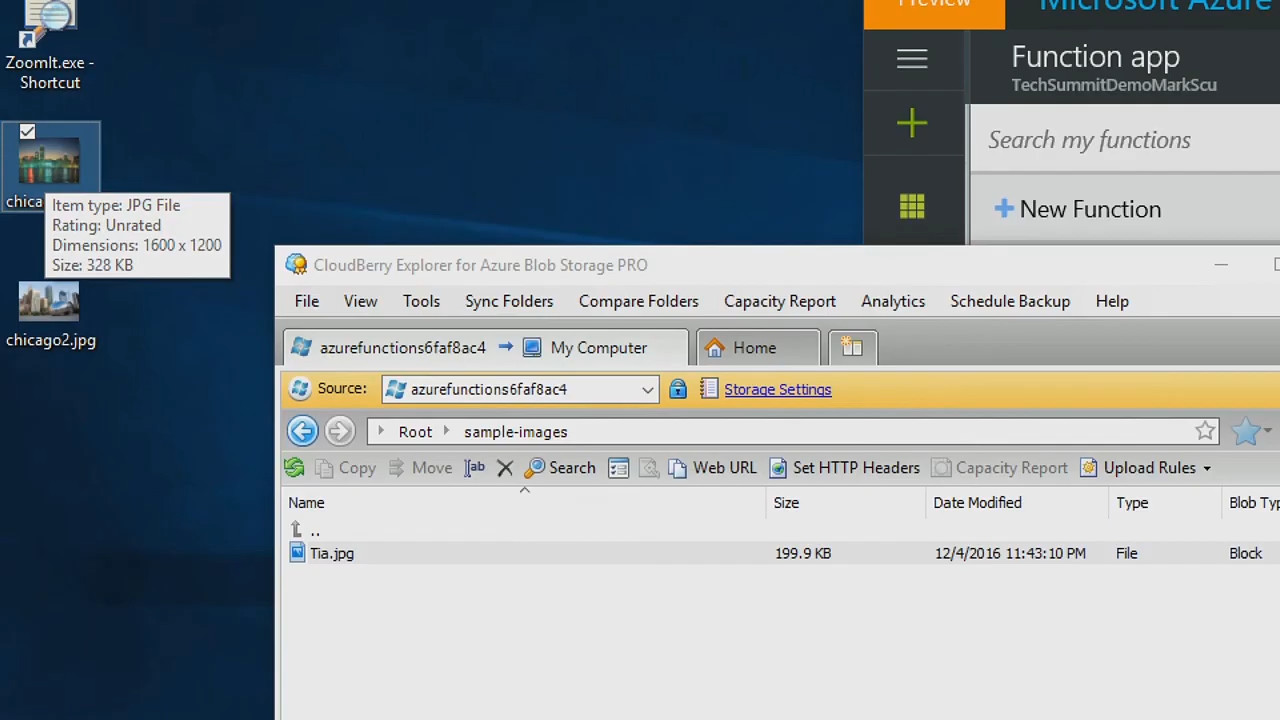 Preview
Microsoft Azure
ZoomIt.exe -
Shortcut
Function app
TechSummitDemoMarkScu
Search my functions
New Function
chica
Item type: JPG File
Rating: Unrated
Dimensions: 1600 x 1200
Size: 328 KB
chicago2.jpg
CloudBerry Explorer for Azure Blob Storage PRO
File View Tools Sync Folders Compare Folders Capacity Report Analytics Schedule Backup Help
azurefunctions6faf8ac4 My Computer Home
Source: azurefunctions6faf8ac4 Storage Settings
Root sample-images
Copy Move ab Search Web URL Set HTTP Headers Capacity Report Upload Rules
Name Size Date Modified Type Blob Typ
..
Tia.jpg 199.9 KB 12/4/2016 11:43:10 PM File Block